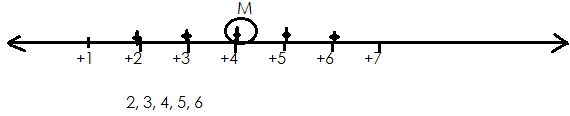 M
+1 +2 +3 +4 +5 +6 +7
2, 3, 4, 5, 6